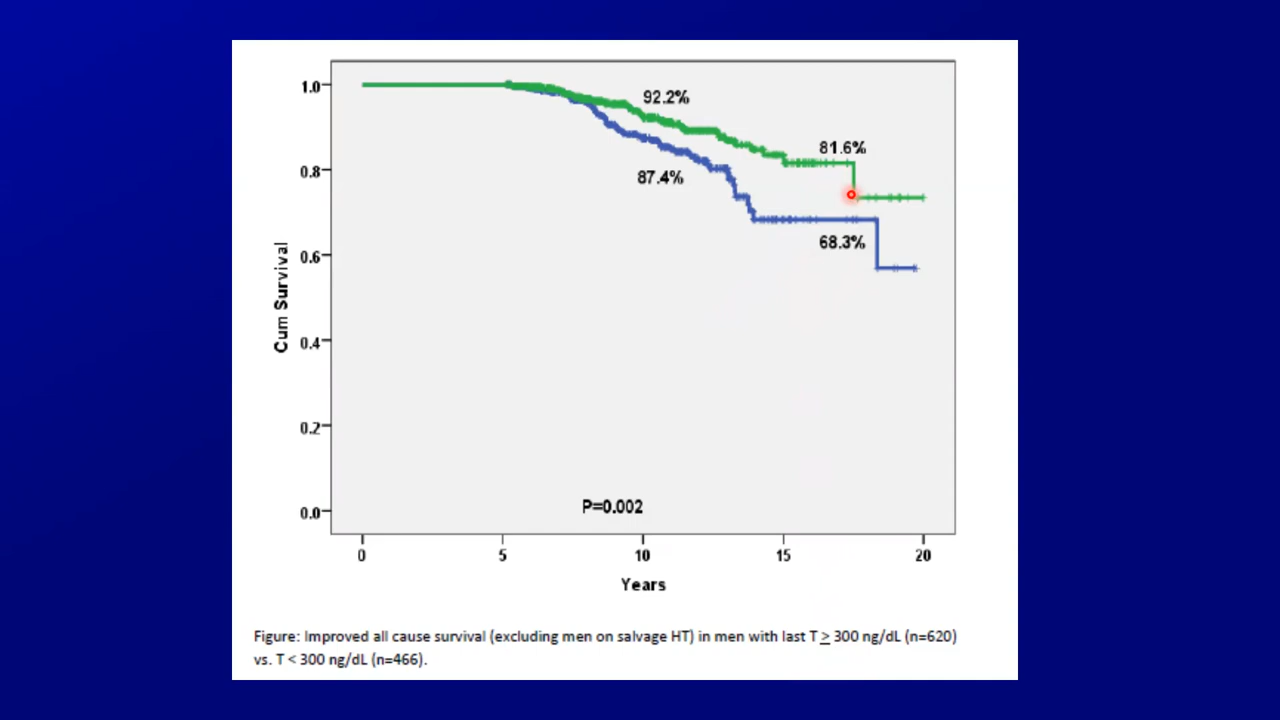 1.0
92.2%
81.6%
0.8
87.4%
68.3%
0.6
Cum Survival
0.4
0.2
P=0.002
0.0
0 5 10 15 20
Years
Figure: Improved all cause survival (excluding men on salvage HT) in men with last T ≥ 300 ng/dL (n=620)
vs. T < 300 ng/dL (n=466).